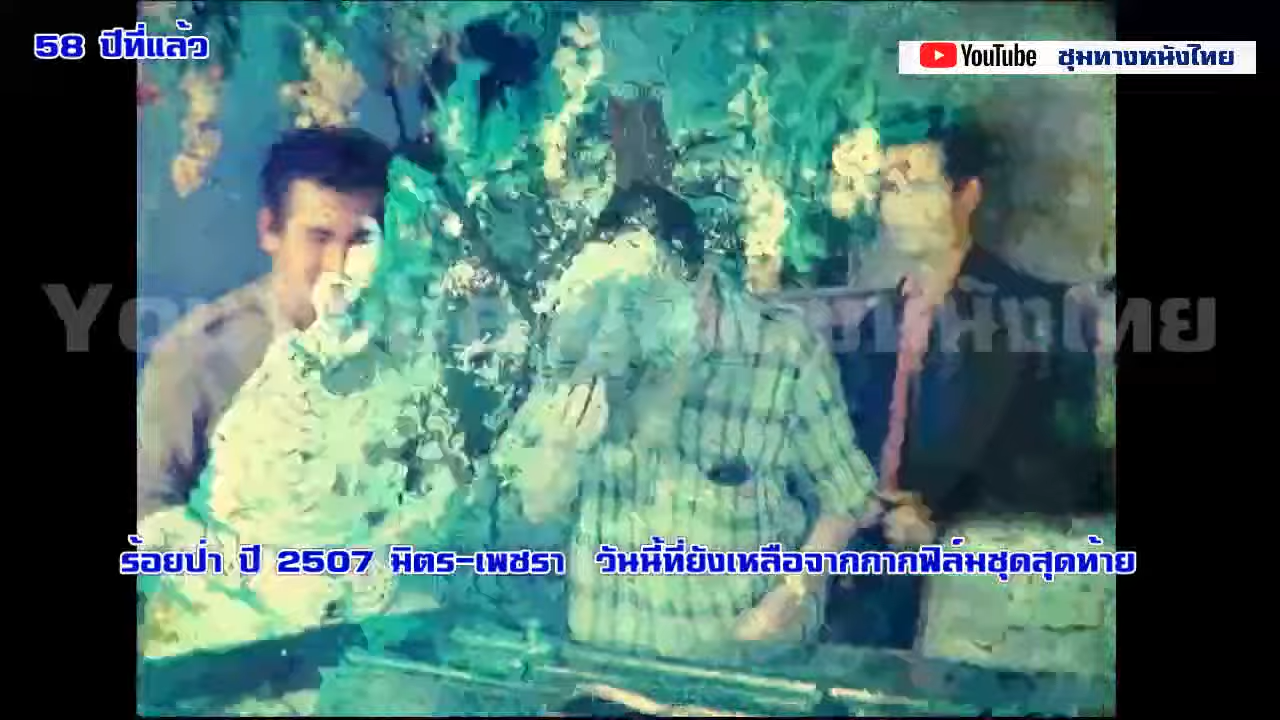 58 ปีที่แล้ว
YouTube ชุมทางหนังไทย
ร้อยป่า ปี 2507 มิตร-เพชรา วันนี้ที่ยังเหลือจากกากฟิล์มชุดสุดท้าย